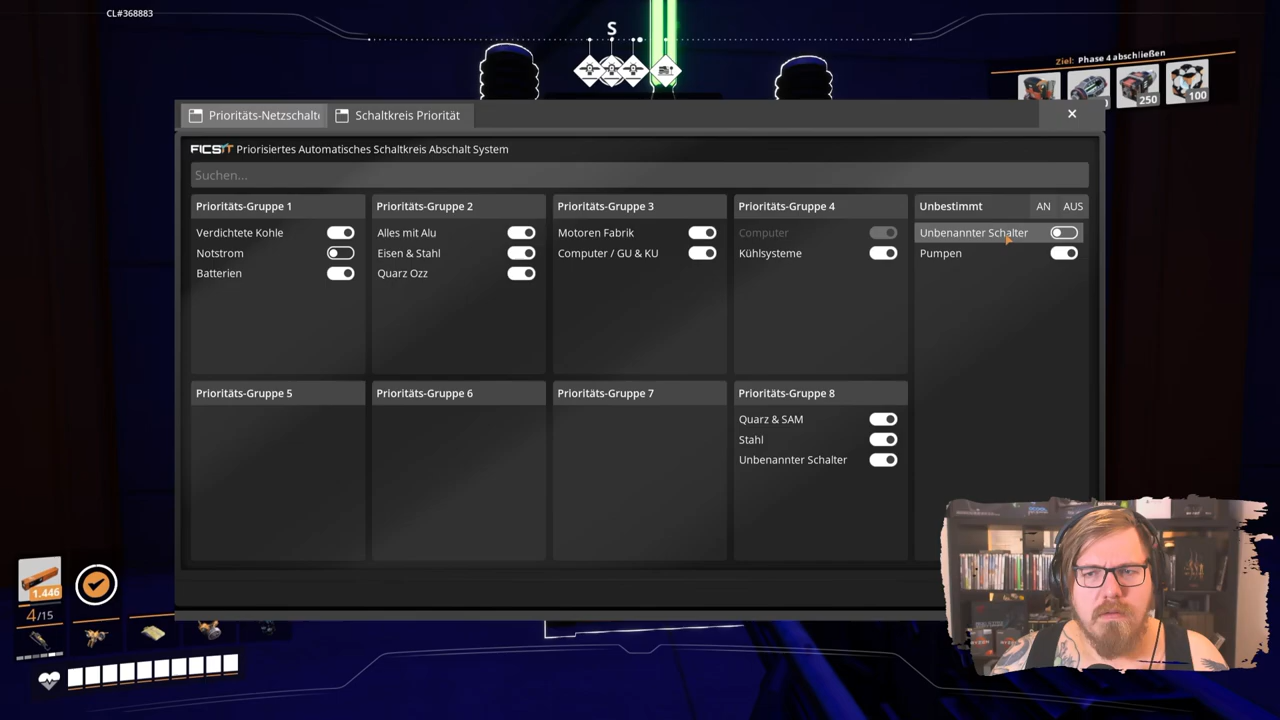 CL#368883
S
Ziel: Phase 4 abschließen
250
100
Prioritäts-Netzschalt
Schaltkreis Priorität
FICSIT Priorisiertes Automatisches Schaltkreis Abschalt System
Suchen...
Prioritäts-Gruppe 1
Verdichtete Kohle
Notstrom
Batterien
Prioritäts-Gruppe 2
Alles mit Alu
Eisen & Stahl
Quarz Ozz
Prioritäts-Gruppe 3
Motoren Fabrik
Computer / GU & KU
Prioritäts-Gruppe 4
Computer
Kühlsysteme
Unbestimmt AN AUS
Unbenannter Schalter
Pumpen
Prioritäts-Gruppe 5
Prioritäts-Gruppe 6
Prioritäts-Gruppe 7
Prioritäts-Gruppe 8
Quarz & SAM
Stahl
Unbenannter Schalter
1.446
4/15